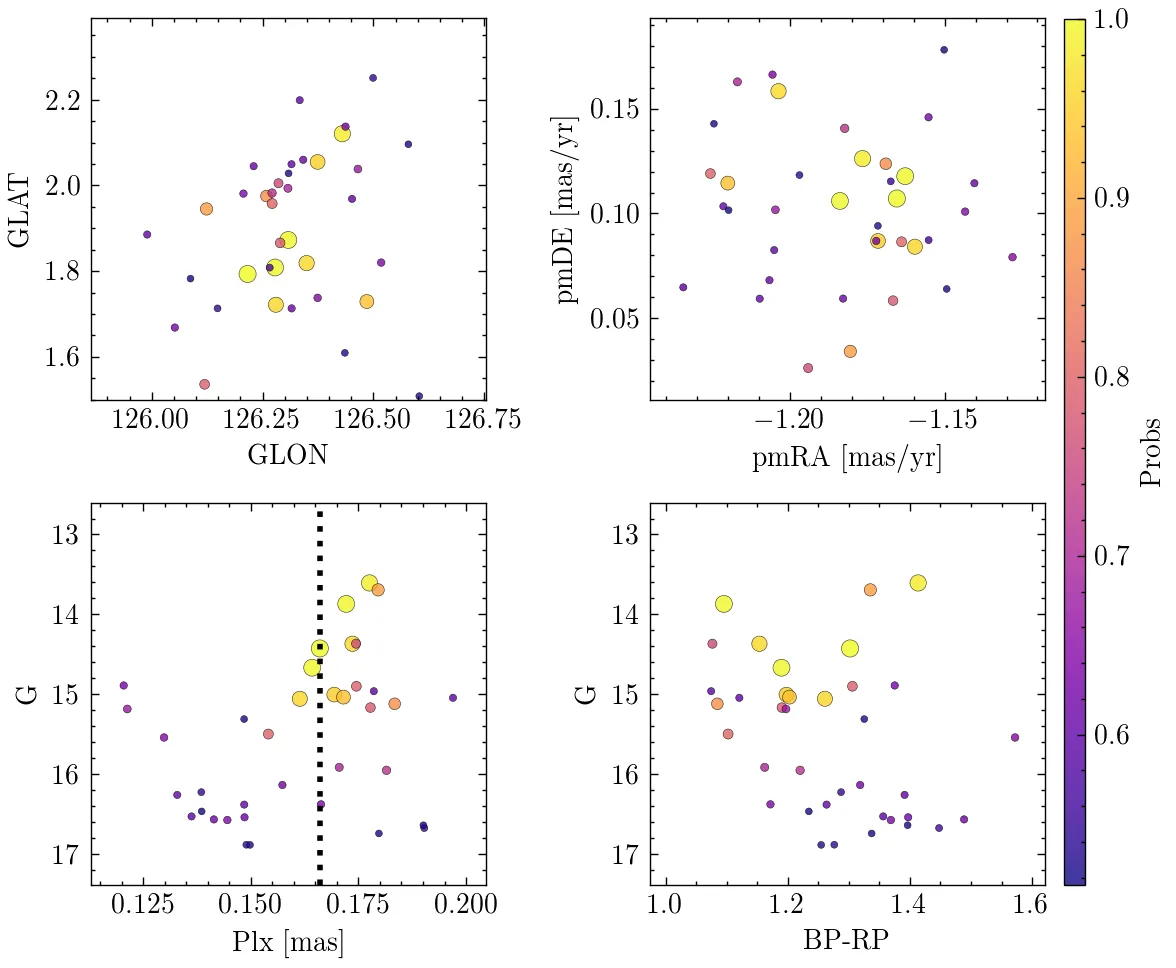 GLAT
2.2
2.0
1.8
1.6
126.00 126.25 126.50 126.75
GLON
pmDE [mas/yr]
0.15
0.10
0.05
−1.20 −1.15
pmRA [mas/yr]
G
13
14
15
16
17
0.125 0.150 0.175 0.200
Plx [mas]
G
13
14
15
16
17
1.0 1.2 1.4 1.6
BP-RP
1.0
0.9
0.8
0.7
0.6
Probs